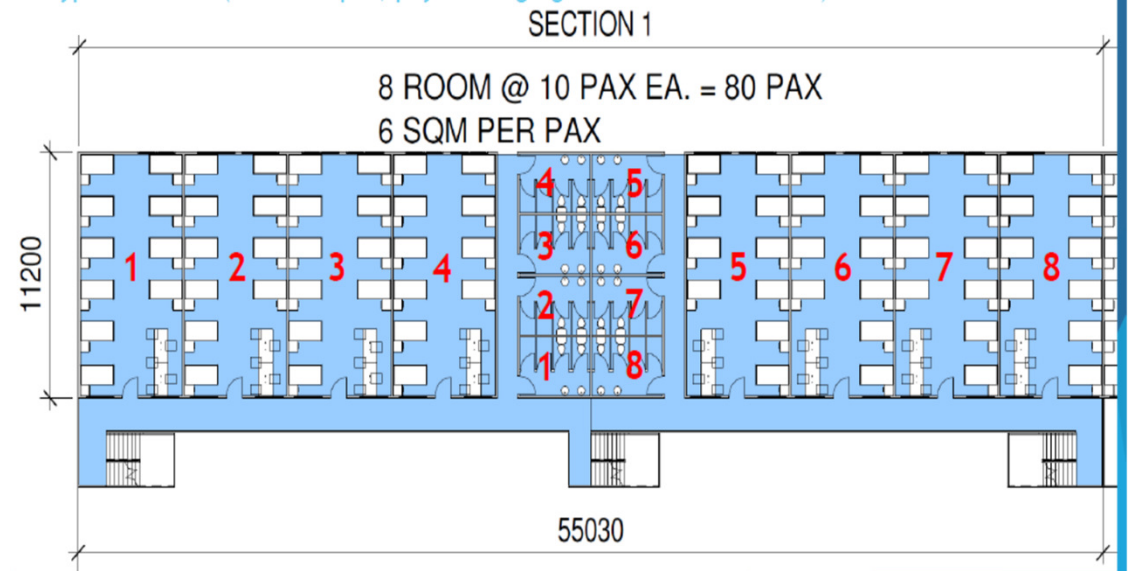 SECTION 1
8 ROOM @ 10 PAX EA. = 80 PAX
6 SQM PER PAX
11200
4 5
1 2 3 4 3 6 5 6 7 8
2 7
1 8
55030